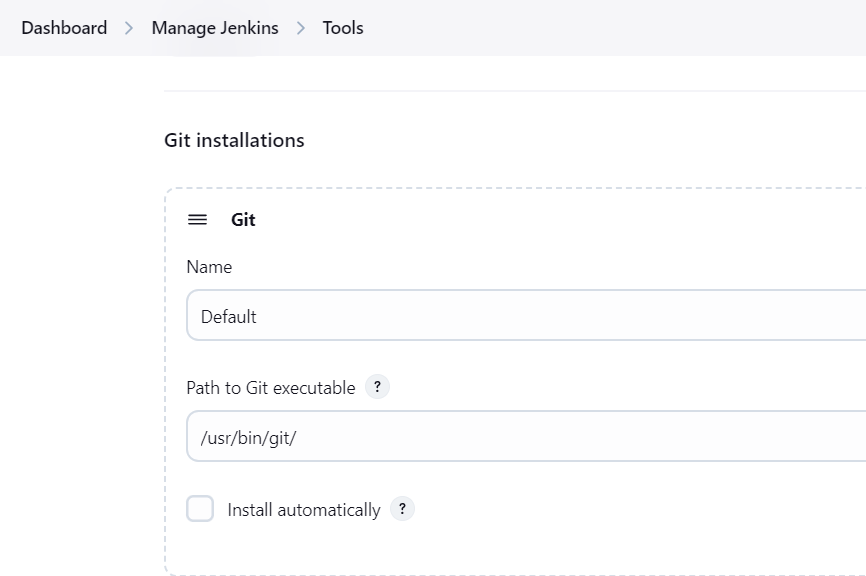 Dashboard > Manage Jenkins > Tools
Git installations
Git
Name
Default
Path to Git executable ?
/usr/bin/git/
Install automatically ?